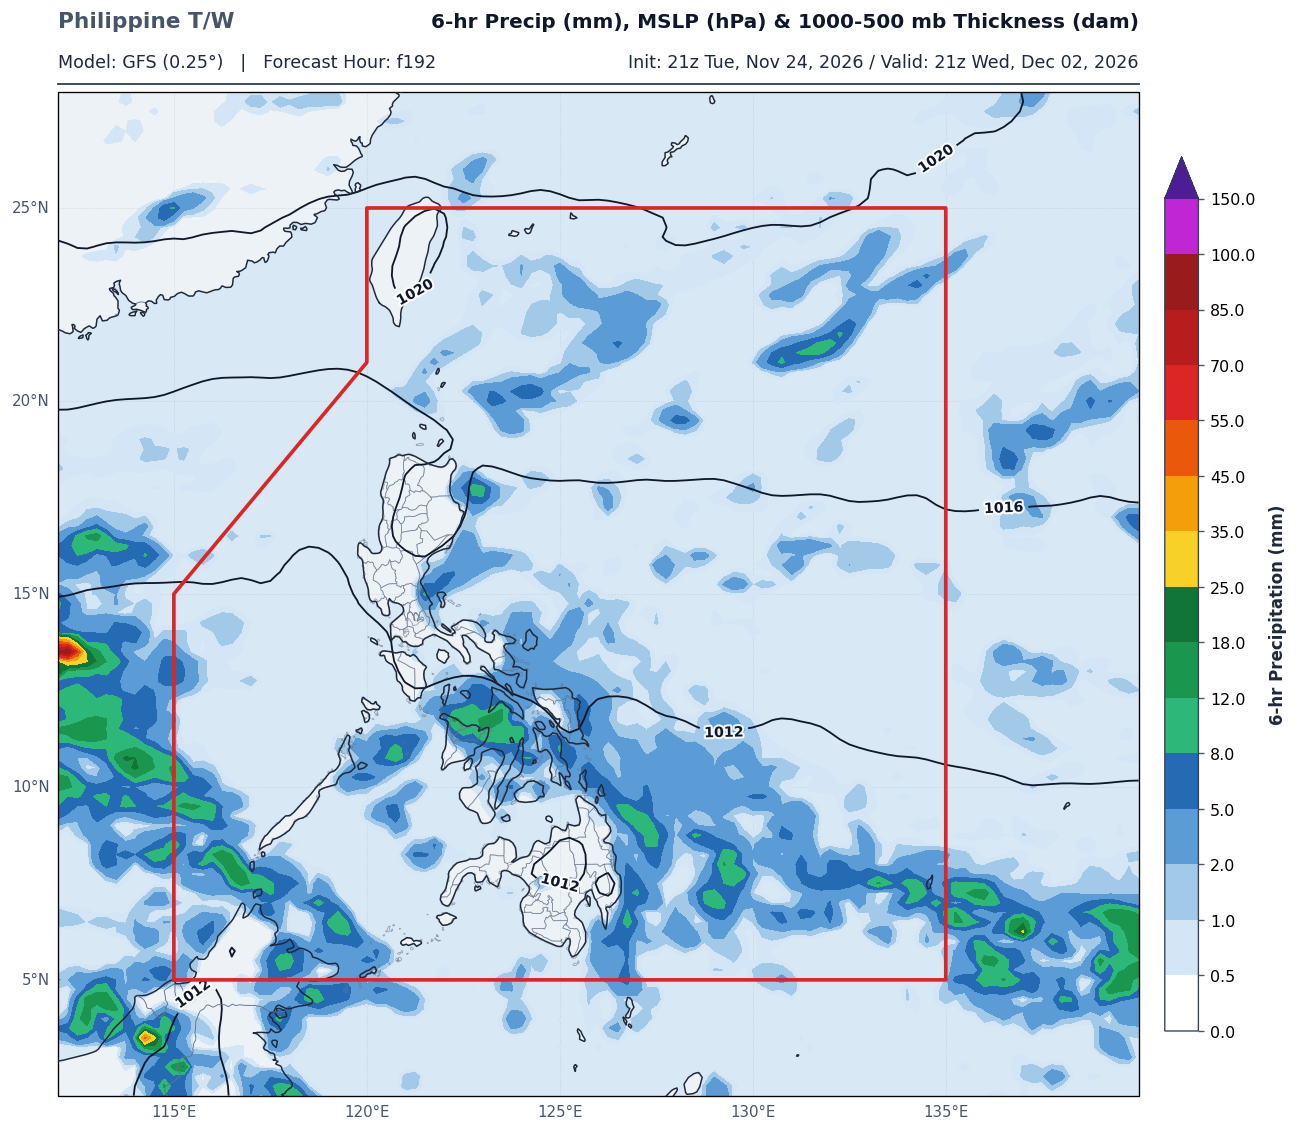 Philippine T/W
6-hr Precip (mm), MSLP (hPa) & 1000-500 mb Thickness (dam)
Model: GFS (0.25°)   |   Forecast Hour: f192
Init: 21z Tue, Nov 24, 2026 / Valid: 21z Wed, Dec 02, 2026
1020
1020
1016
1012
1012
1012
25°N
20°N
15°N
10°N
5°N
115°E
120°E
125°E
130°E
135°E
150.0
100.0
85.0
70.0
55.0
45.0
35.0
25.0
18.0
12.0
8.0
5.0
2.0
1.0
0.5
0.0
6-hr Precipitation (mm)